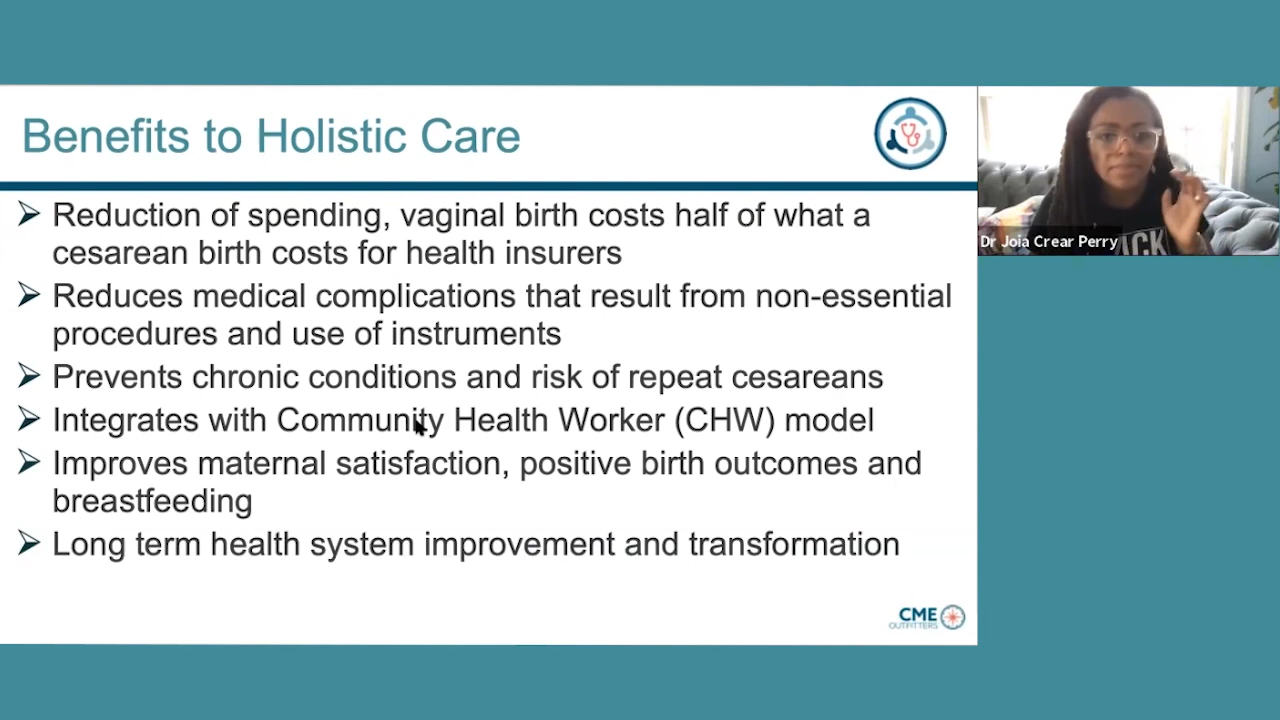 Benefits to Holistic Care
Reduction of spending, vaginal birth costs half of what a
cesarean birth costs for health insurers
Reduces medical complications that result from non-essential
procedures and use of instruments
Prevents chronic conditions and risk of repeat cesareans
Integrates with Community Health Worker (CHW) model
Improves maternal satisfaction, positive birth outcomes and
breastfeeding
Long term health system improvement and transformation
CME
OUTFITTERS
Dr Joia Crear Perry